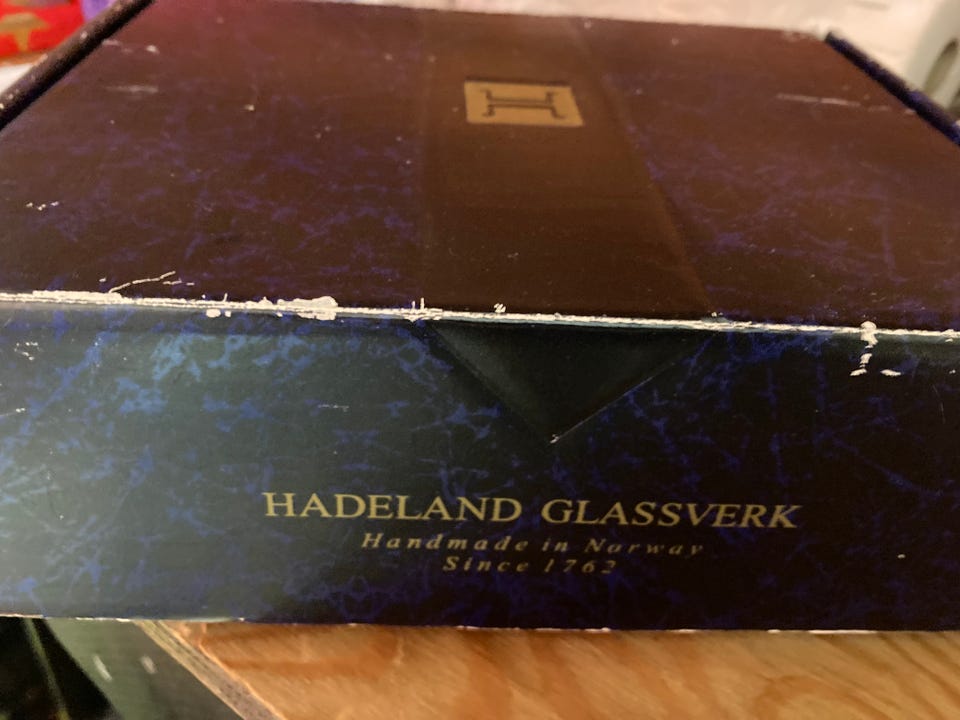 H
HADELAND GLASSVERK
Handmade in Norway
Since 1762